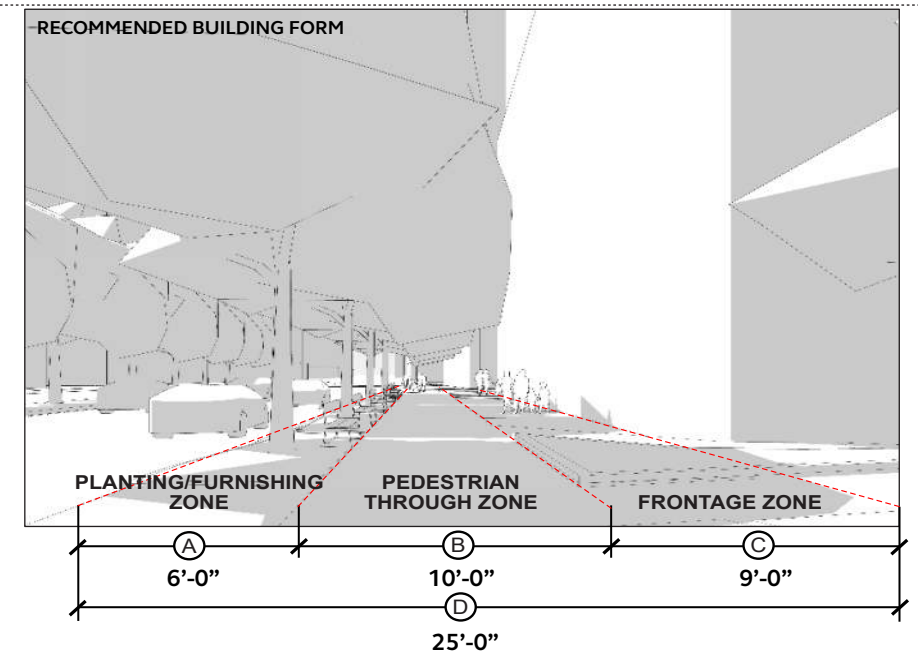 RECOMMENDED BUILDING FORM
PLANTING/FURNISHING
ZONE
PEDESTRIAN
THROUGH ZONE
FRONTAGE ZONE
A
B
C
6’-0”
10’-0”
9’-0”
D
25’-0”